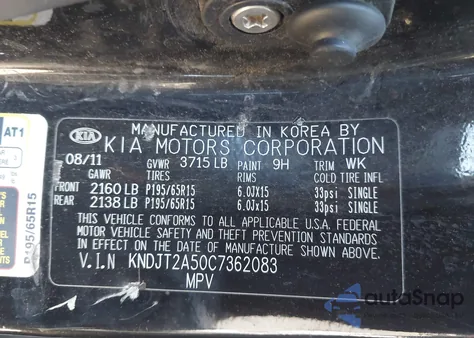 MANUFACTURED IN KOREA BY
KIA KIA MOTORS CORPORATION
08/11 GVWR 3715 LB PAINT 9H TRIM WK
TIRES RIMS COLD TIRE INFL
FRONT 2160 LB P195/65R15 6.0JX15 33psi SINGLE
REAR 2138 LB P195/65R15 6.0JX15 33psi SINGLE
THIS VEHICLE CONFORMS TO ALL APPLICABLE U.S.A. FEDERAL
MOTOR VEHICLE SAFETY AND THEFT PREVENTION STANDARDS
IN EFFECT ON THE DATE OF MANUFACTURE SHOWN ABOVE.
V.I.N KNDJT2A50C7362083
MPV
AT1
P195/65R15
autoSnap